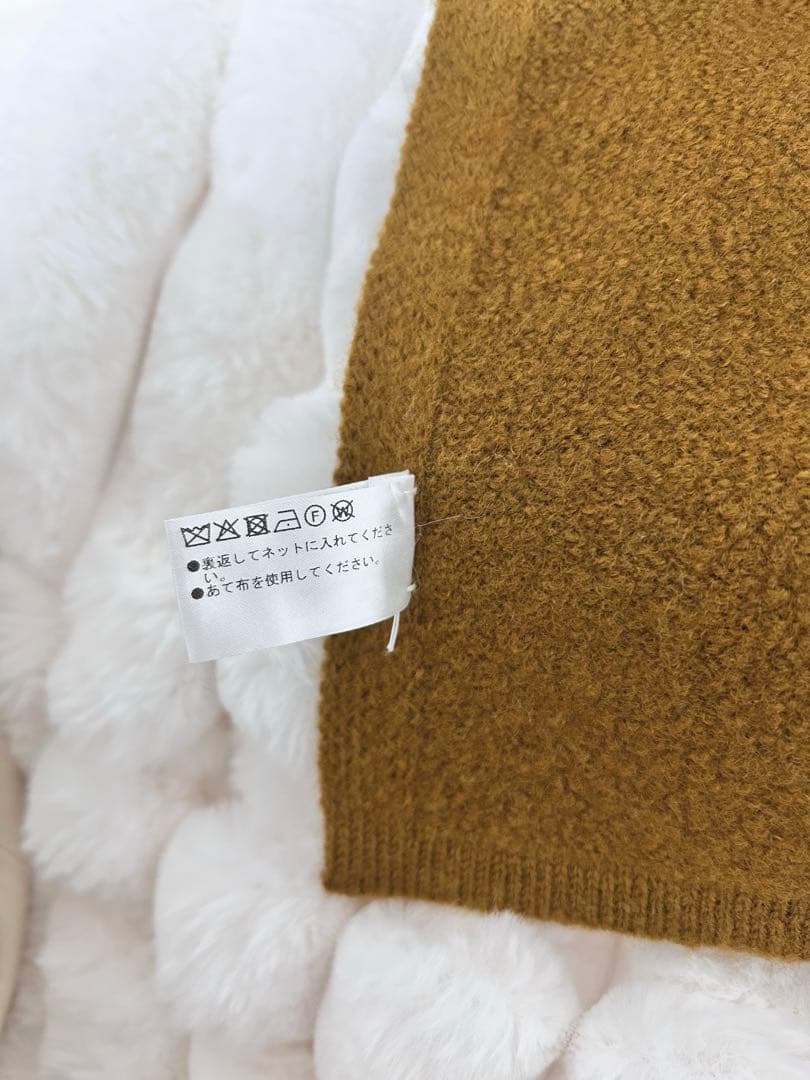 F W
●裏返してネットに入れてくださ
い。
●あて布を使用してください。